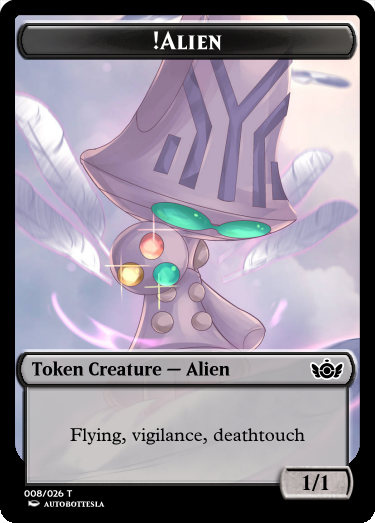 !Alien
Token Creature — Alien
Flying, vigilance, deathtouch
1/1
008/026 T
AUTOBOTTESLA